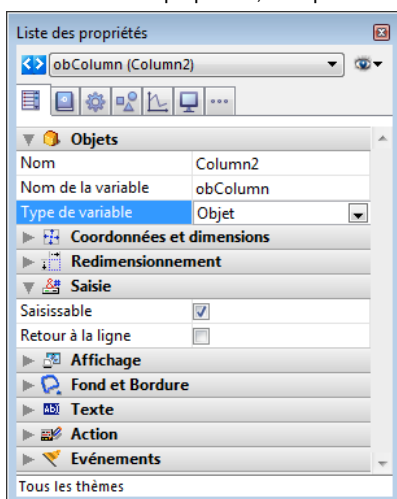 Liste des propriétés
obColumn (Column2)
Objets
Nom Column2
Nom de la variable obColumn
Type de variable Objet
Coordonnées et dimensions
Redimensionnement
Saisie
Saisissable
Retour à la ligne
Affichage
Fond et Bordure
Texte
Action
Evénements
Tous les thèmes